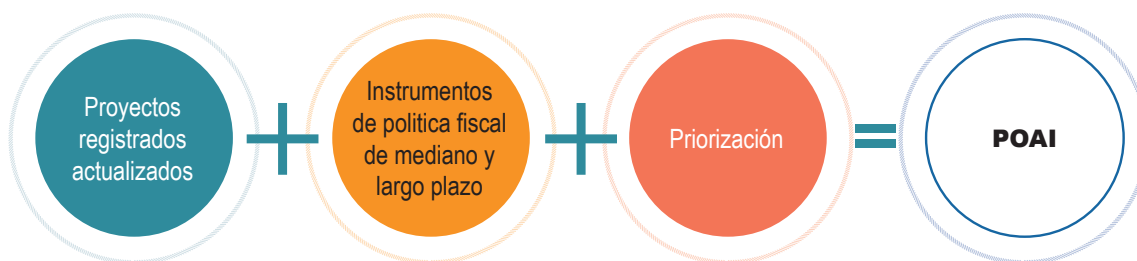 Proyectos
registrados
actualizados
+
Instrumentos
de politica fiscal
de mediano y
largo plazo
+
Priorización
=
POAI